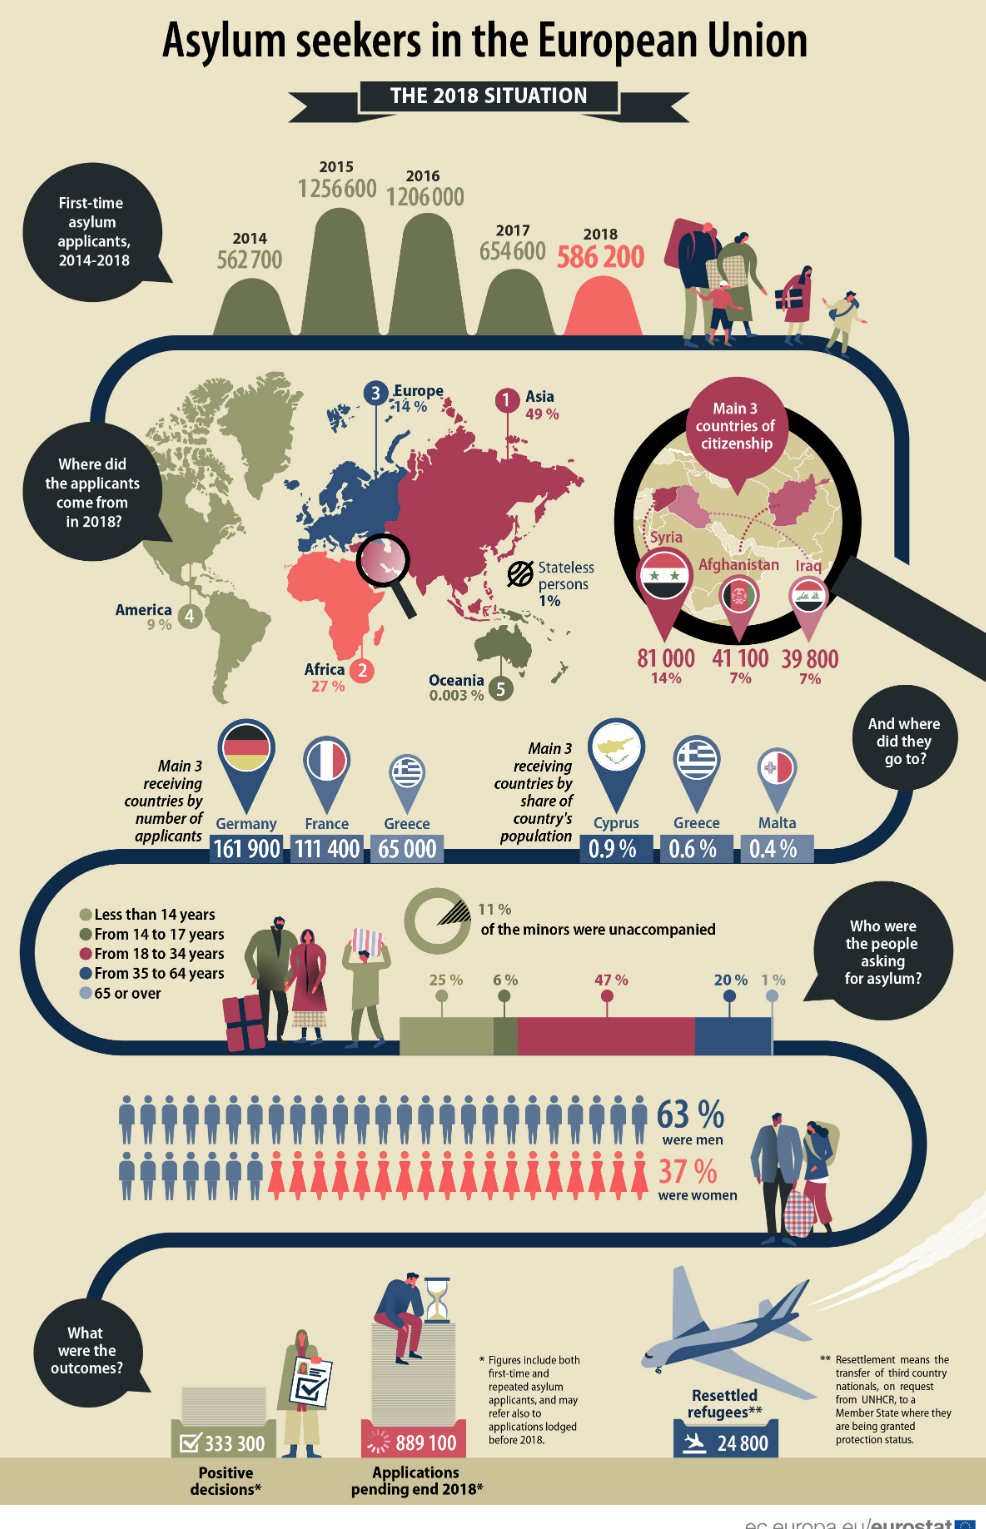 Asylum seekers in the European Union
THE 2018 SITUATION
First-time
asylum
applicants,
2014-2018
2014
562 700
2015
1 256 600
2016
1 206 000
2017
654 600
2018
586 200
Where did
the applicants
come from
in 2018?
3 Europe
14 %
1 Asia
49 %
Stateless
persons
1%
America
9 %
4
Africa
27 %
2
Oceania
0.003 %
5
Main 3
countries of
citizenship
Syria
Afghanistan
Iraq
81 000
14%
41 100
7%
39 800
7%
And where
did they
go to?
Main 3
receiving
countries by
number of
applicants
Germany
161 900
France
111 400
Greece
65 000
Main 3
receiving
countries by
share of
country's
population
Cyprus
0.9 %
Greece
0.6 %
Malta
0.4 %
Who were
the people
asking
for asylum?
Less than 14 years
From 14 to 17 years
From 18 to 34 years
From 35 to 64 years
65 or over
11 %
of the minors were unaccompanied
25 %
6 %
47 %
20 %
1 %
63 %
were men
37 %
were women
What
were the
outcomes?
333 300
Positive
decisions*
889 100
Applications
pending end 2018*
* Figures include both
first-time and
repeated asylum
applicants, and may
refer also to
applications lodged
before 2018.
Resettled
refugees**
24 800
** Resettlement means the
transfer of third country
nationals, on request
from UNHCR, to a
Member State where they
are being granted
protection status.
ec.europa.eu/eurostat